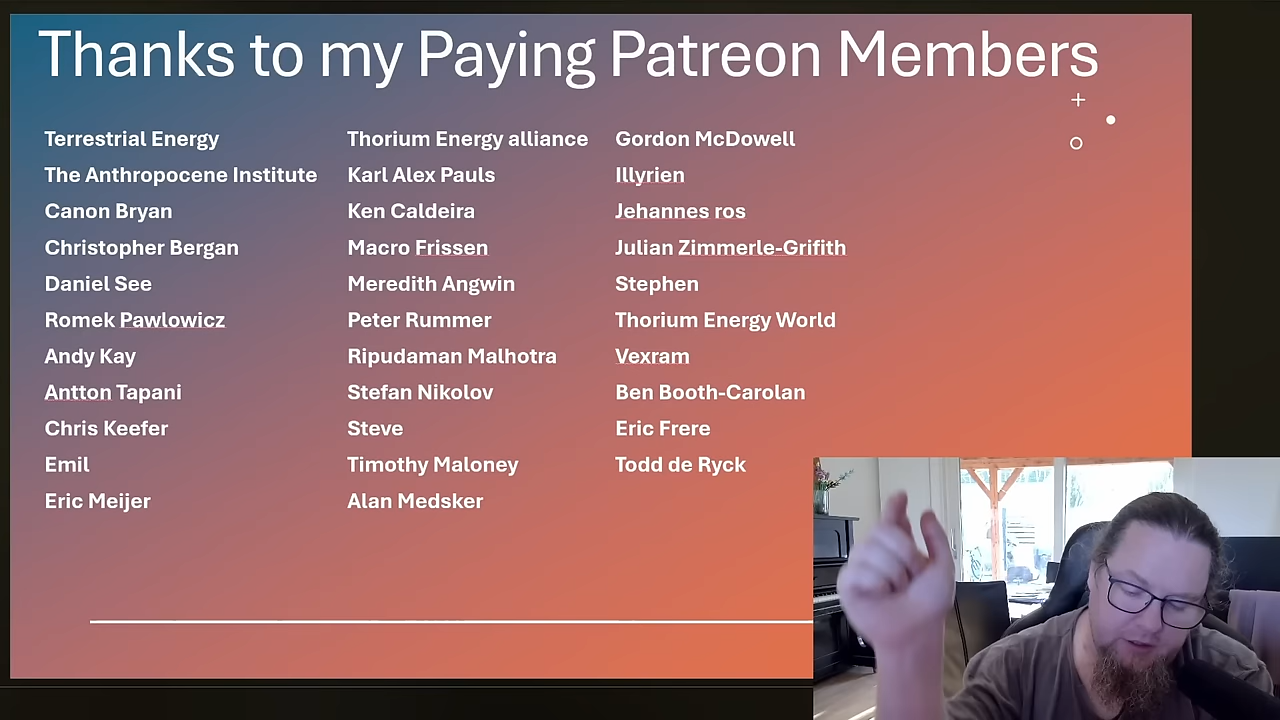 Thanks to my Paying Patreon Members
Terrestrial Energy
The Anthropocene Institute
Canon Bryan
Christopher Bergan
Daniel See
Romek Pawlowicz
Andy Kay
Antton Tapani
Chris Keefer
Emil
Eric Meijer
Thorium Energy alliance
Karl Alex Pauls
Ken Caldeira
Macro Frissen
Meredith Angwin
Peter Rummer
Ripudaman Malhotra
Stefan Nikolov
Steve
Timothy Maloney
Alan Medsker
Gordon McDowell
Illyrien
Jehannes ros
Julian Zimmerle-Grifith
Stephen
Thorium Energy World
Vexram
Ben Booth-Carolan
Eric Frere
Todd de Ryck